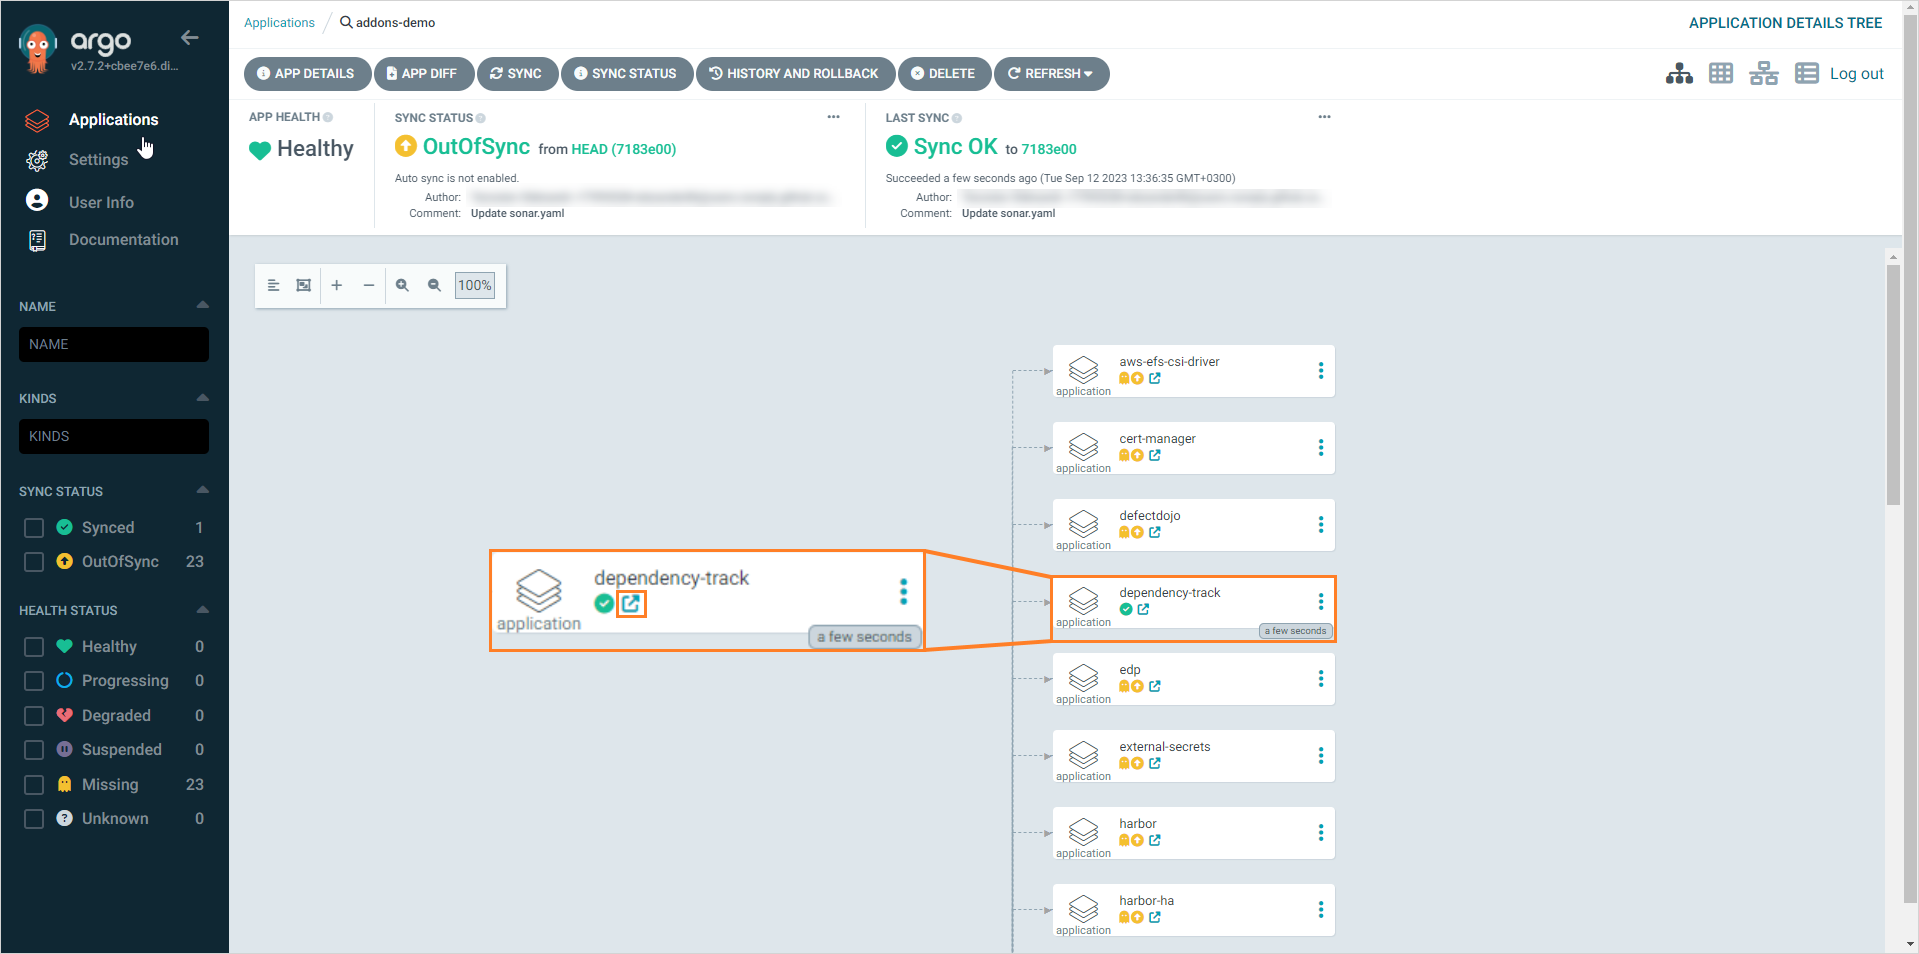 argo
v2.7.2+cbee7e6.di...
Applications
Settings
User Info
Documentation
NAME
NAME
KINDS
KINDS
SYNC STATUS
Synced 1
OutOfSync 23
HEALTH STATUS
Healthy 0
Progressing 0
Degraded 0
Suspended 0
Missing 23
Unknown 0
Applications / addons-demo
APPLICATION DETAILS TREE
APP DETAILS APP DIFF SYNC SYNC STATUS HISTORY AND ROLLBACK DELETE REFRESH
Log out
APP HEALTH
Healthy
SYNC STATUS
OutOfSync from HEAD (7183e00)
Auto sync is not enabled.
Author:
Comment: Update sonar.yaml
LAST SYNC
Sync OK to 7183e00
Succeeded a few seconds ago (Tue Sep 12 2023 13:36:35 GMT+0300)
Author:
Comment: Update sonar.yaml
100%
dependency-track
application
a few seconds
aws-efs-csi-driver
application
cert-manager
application
defectdojo
application
dependency-track
application
a few seconds
edp
application
external-secrets
application
harbor
application
harbor-ha
application